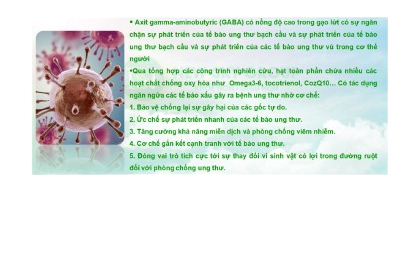 ▪ Axit gamma-aminobutyric (GABA) có nồng độ cao trong gạo lứt có sự ngăn
chặn sự phát triển của tế bào ung thư bạch cầu và sự phát triển của tế bào
ung thư bạch cầu và sự phát triển của các tế bào ung thư vú trong cơ thể
người
▪Qua tổng hợp các công trình nghiên cứu, hạt toàn phần chứa nhiều các
hoạt chất chống oxy hóa như Omega3-6, tocotrienol, CozQ10... Có tác dụng
ngăn ngừa các tế bào xấu gây ra bệnh ung thư nhờ cơ chế:
1. Bảo vệ chống lại sự gây hại của các gốc tự do.
2. Ức chế sự phát triển nhanh của các tế bào ung thư.
3. Tăng cường khả năng miễn dịch và phòng chống viêm nhiễm.
4. Cơ chế gắn kết cạnh tranh với tế bào ung thư.
5. Đóng vai trò tích cực tới sự thay đổi vi sinh vật có lợi trong đường ruột
đối với phòng chống ung thư.